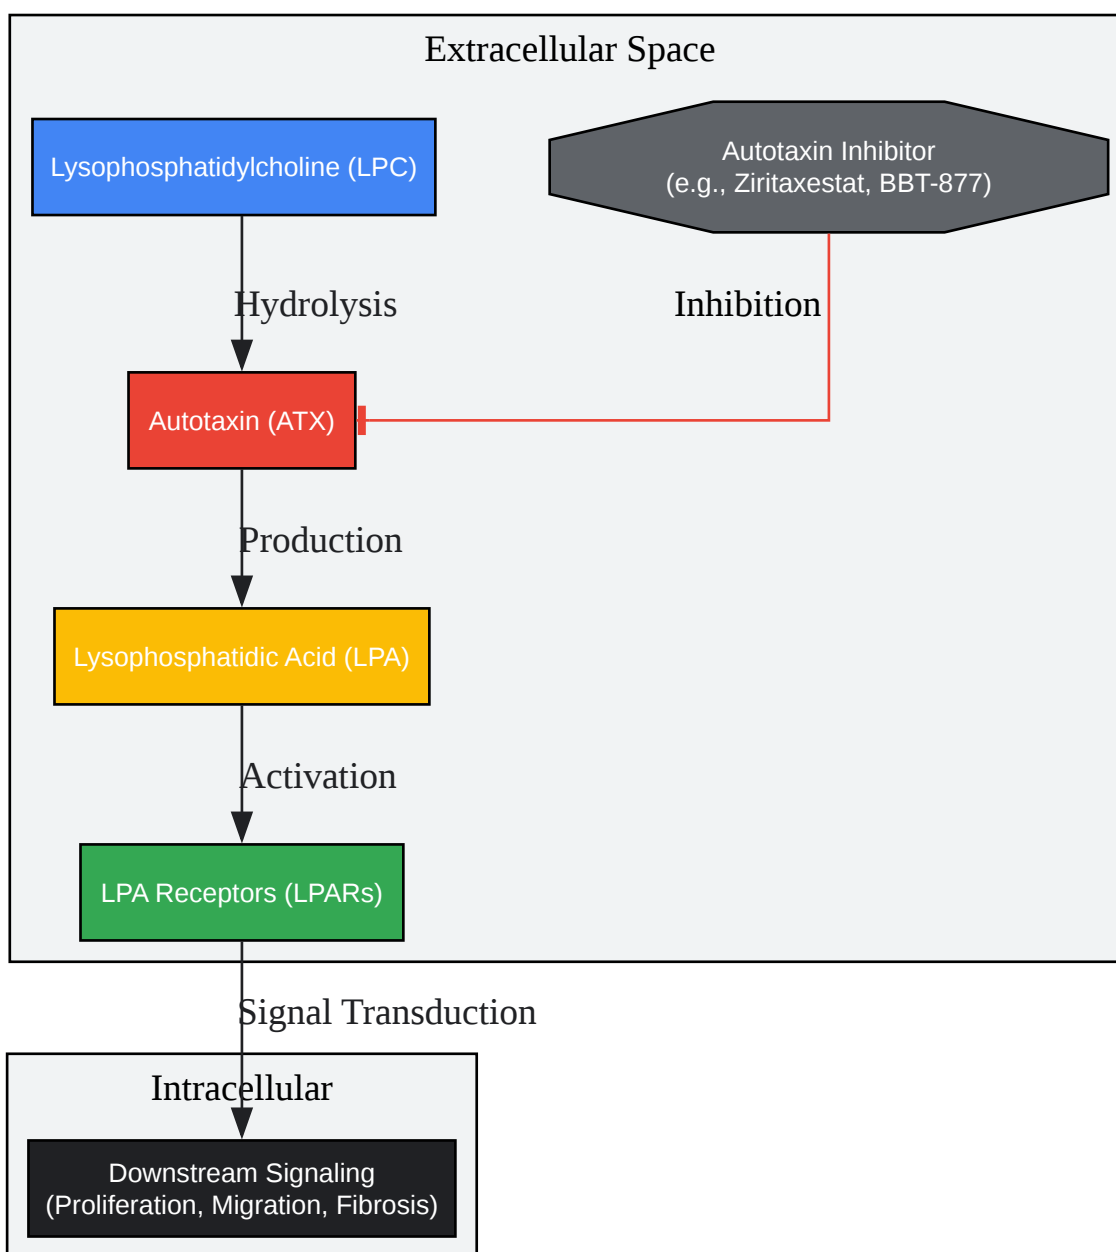 Extracellular Space
Lysophosphatidylcholine (LPC)
Autotaxin Inhibitor
(e.g., Ziritaxestat, BBT-877)
Hydrolysis
Inhibition
Autotaxin (ATX)
Production
Lysophosphatidic Acid (LPA)
Activation
LPA Receptors (LPARs)
Signal Transduction
Intracellular
Downstream Signaling
(Proliferation, Migration, Fibrosis)